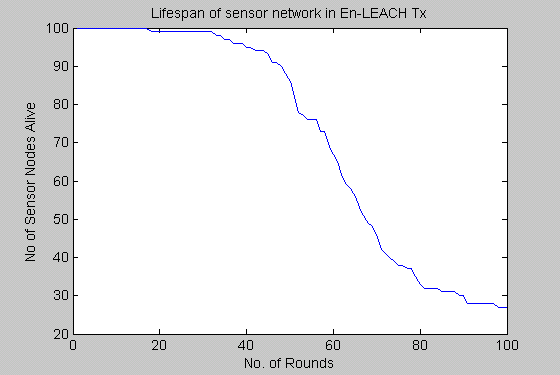 Lifespan of sensor network in En-LEACH Tx
No of Sensor Nodes Alive
100
90
80
70
60
50
40
30
20
0 20 40 60 80 100
No. of Rounds